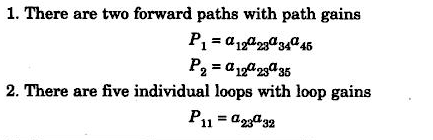 1. There are two forward paths with path gains
P₁ = a₁₂a₂₃a₃₄a₄₅
P₂ = a₁₂a₂₃a₃₅
2. There are five individual loops with loop gains
P₁₁ = a₂₃a₃₂